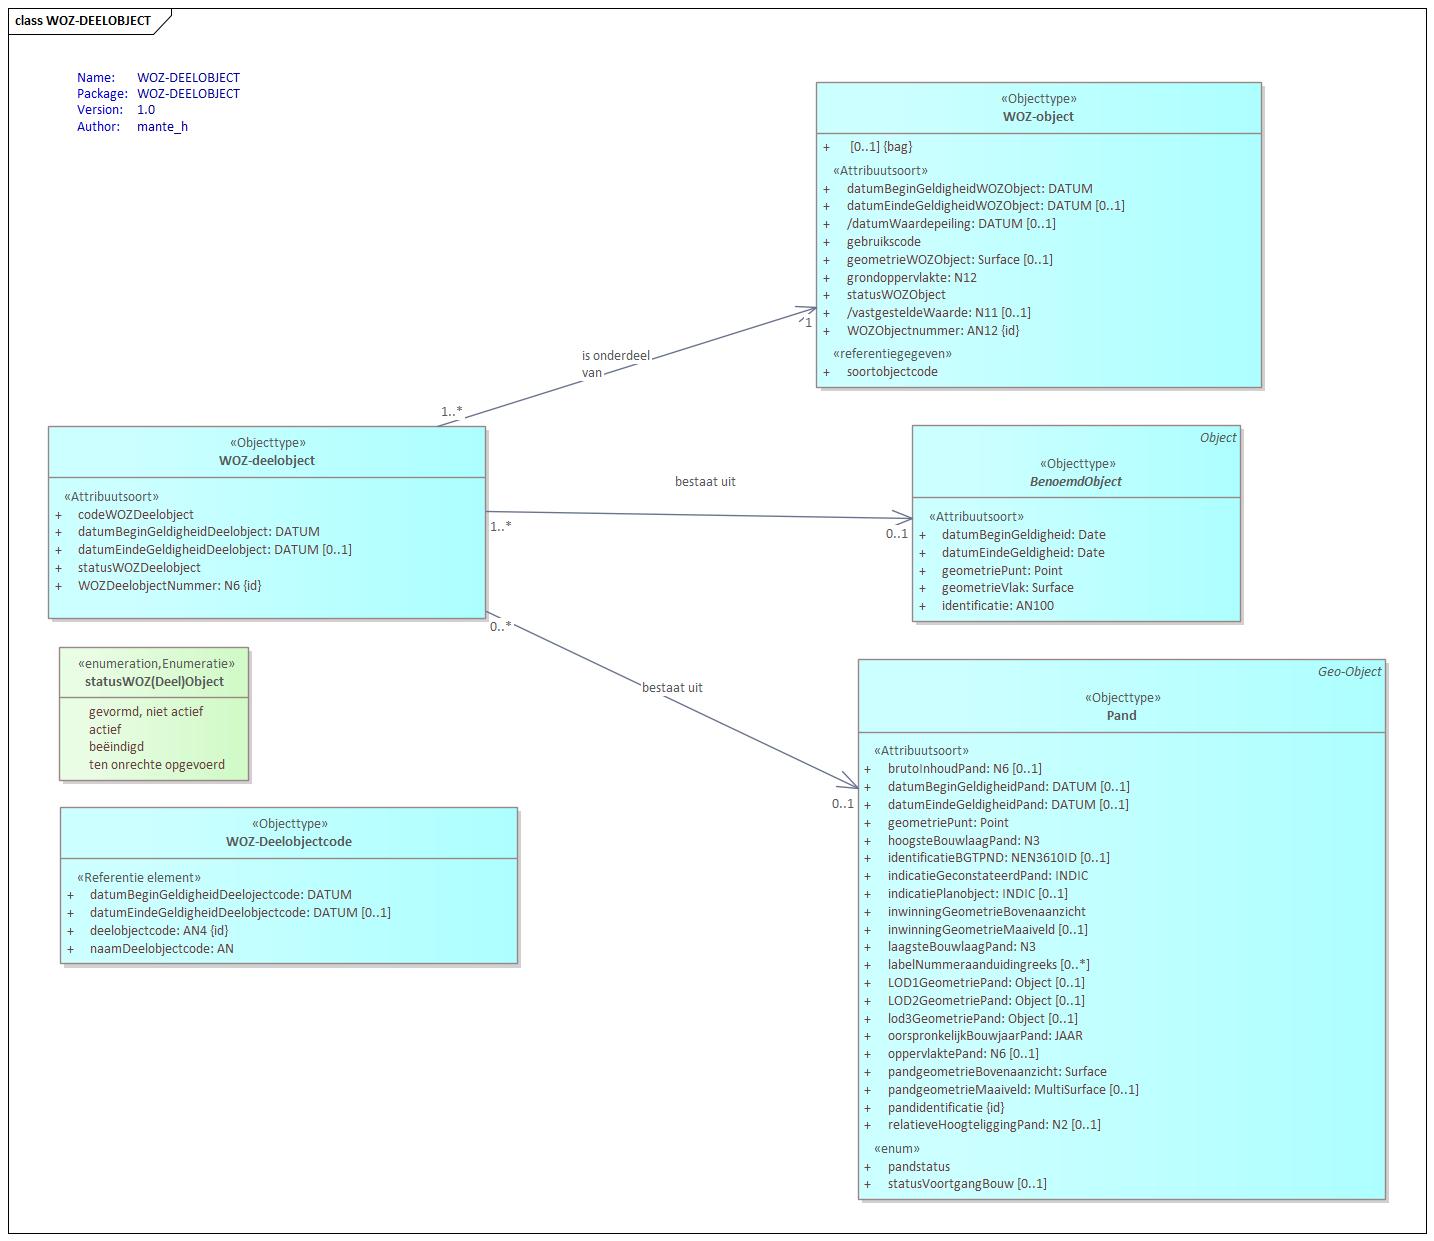 class WOZ-DEELOBJECT
Name: WOZ-DEELOBJECT
Package: WOZ-DEELOBJECT
Version: 1.0
Author: mante_h
«Objecttype»
WOZ-object
+ [0..1] {bag}
«Attribuutsoort»
+ datumBeginGeldigheidWOZObject: DATUM
+ datumEindeGeldigheidWOZObject: DATUM [0..1]
+ /datumWaardepeiling: DATUM [0..1]
+ gebruikscode
+ geometrieWOZObject: Surface [0..1]
+ grondoppervlakte: N12
+ statusWOZObject
+ /vastgesteldeWaarde: N11 [0..1]
+ WOZObjectnummer: AN12 {id}
«referentiegegeven»
+ soortobjectcode
1
is onderdeel
van
1..*
«Objecttype»
WOZ-deelobject
«Attribuutsoort»
+ codeWOZDeelobject
+ datumBeginGeldigheidDeelobject: DATUM
+ datumEindeGeldigheidDeelobject: DATUM [0..1]
+ statusWOZDeelobject
+ WOZDeelobjectNummer: N6 {id}
bestaat uit
1..*
0..1
Object
«Objecttype»
BenoemdObject
«Attribuutsoort»
+ datumBeginGeldigheid: Date
+ datumEindeGeldigheid: Date
+ geometriePunt: Point
+ geometrieVlak: Surface
+ identificatie: AN100
0..*
bestaat uit
0..1
«enumeration,Enumeratie»
statusWOZ(Deel)Object
gevormd, niet actief
actief
beëindigd
ten onrechte opgevoerd
«Objecttype»
WOZ-Deelobjectcode
«Referentie element»
+ datumBeginGeldigheidDeelojectcode: DATUM
+ datumEindeGeldigheidDeelobjectcode: DATUM [0..1]
+ deelobjectcode: AN4 {id}
+ naamDeelobjectcode: AN
Geo-Object
«Objecttype»
Pand
«Attribuutsoort»
+ brutoInhoudPand: N6 [0..1]
+ datumBeginGeldigheidPand: DATUM [0..1]
+ datumEindeGeldigheidPand: DATUM [0..1]
+ geometriePunt: Point
+ hoogsteBouwlaagPand: N3
+ identificatieBGTPND: NEN3610ID [0..1]
+ indicatieGeconstateerdPand: INDIC
+ indicatiePlanobject: INDIC [0..1]
+ inwinningGeometrieBovenaanzicht
+ inwinningGeometrieMaaiveld [0..1]
+ laagsteBouwlaagPand: N3
+ labelNummeraanduidingreeks [0..*]
+ LOD1GeometriePand: Object [0..1]
+ LOD2GeometriePand: Object [0..1]
+ lod3GeometriePand: Object [0..1]
+ oorspronkelijkBouwjaarPand: JAAR
+ oppervlaktePand: N6 [0..1]
+ pandgeometrieBovenaanzicht: Surface
+ pandgeometrieMaaiveld: MultiSurface [0..1]
+ pandidentificatie {id}
+ relatieveHoogteliggingPand: N2 [0..1]
«enum»
+ pandstatus
+ statusVoortgangBouw [0..1]